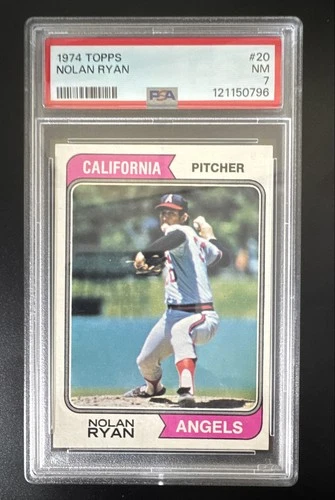 1974 TOPPS #20
NOLAN RYAN NM
7
PSA 121150796
CALIFORNIA PITCHER
NOLAN
RYAN ANGELS